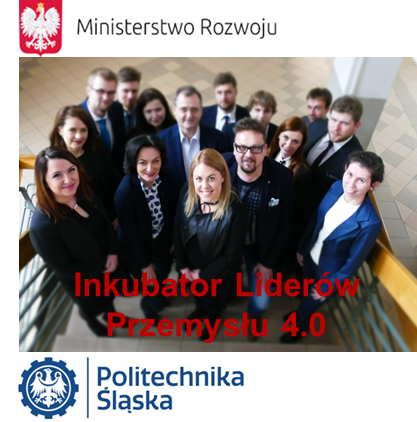 Ministerstwo Rozwoju
Inkubator Liderów
Przemysłu 4.0
Politechnika
Śląska